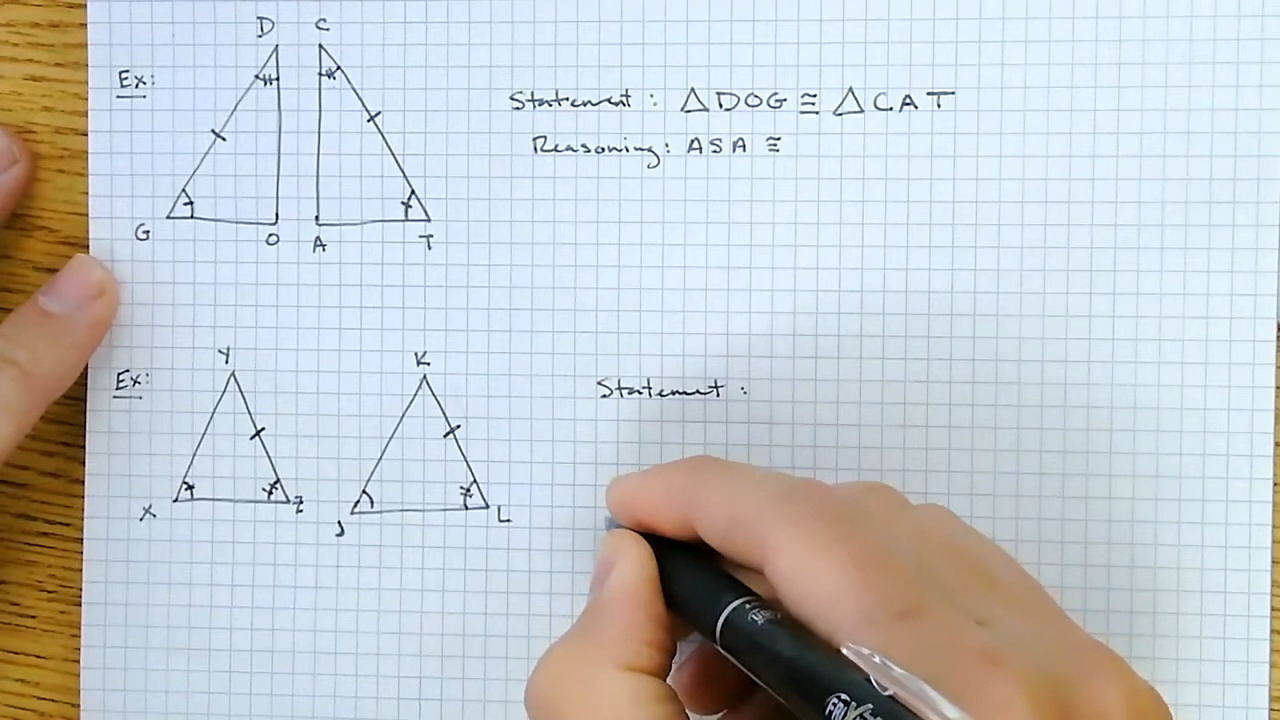 D C
Ex:
Statement : △DOG ≅ △CAT
Reasoning: ASA ≅
G O A T
Y K
Ex:
Statement :
X Z J L